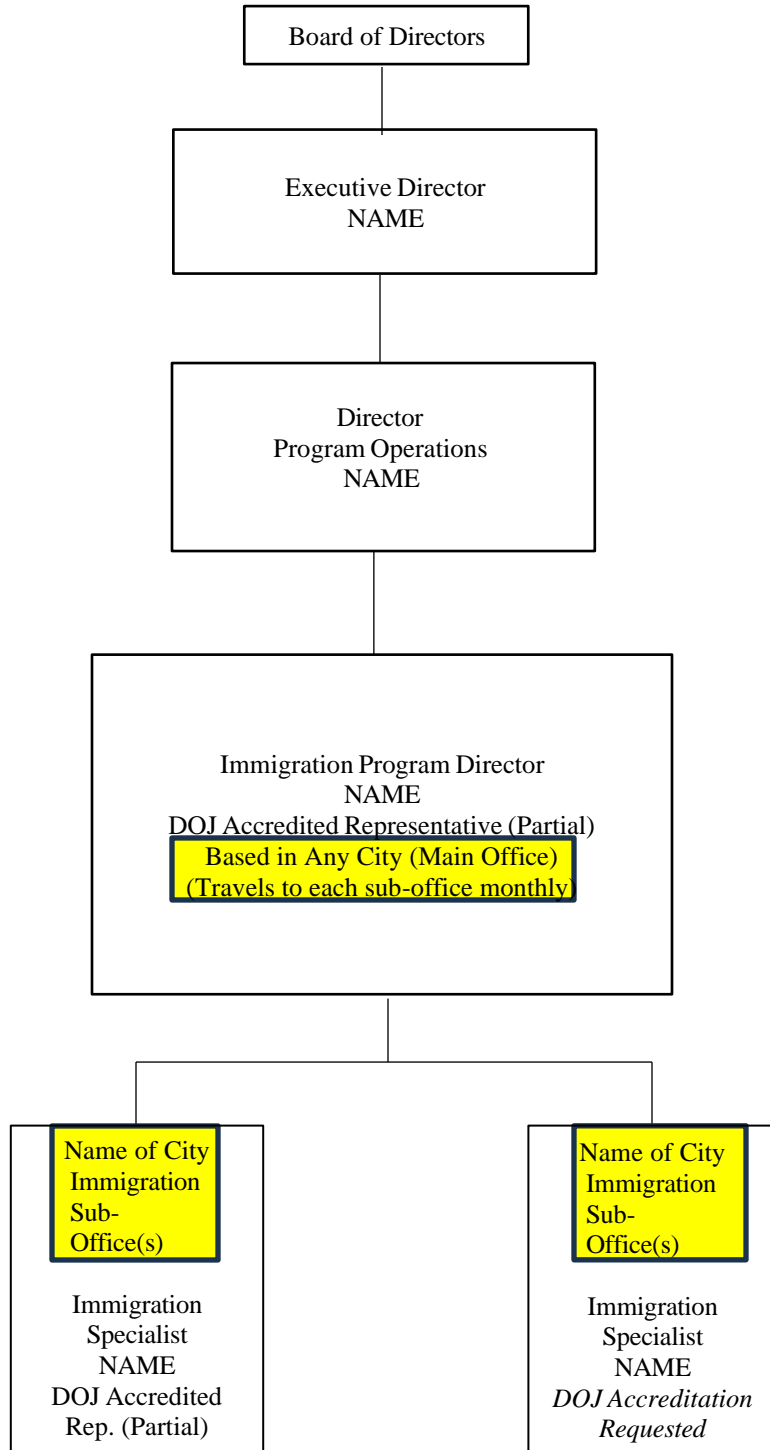 Board of Directors
Executive Director
NAME
Director
Program Operations
NAME
Immigration Program Director
NAME
DOJ Accredited Representative (Partial)
Based in Any City (Main Office)
(Travels to each sub-office monthly)
Name of City
Immigration
Sub-
Office(s)
Immigration
Specialist
NAME
DOJ Accredited
Rep. (Partial)
Name of City
Immigration
Sub-
Office(s)
Immigration
Specialist
NAME
DOJ Accreditation
Requested